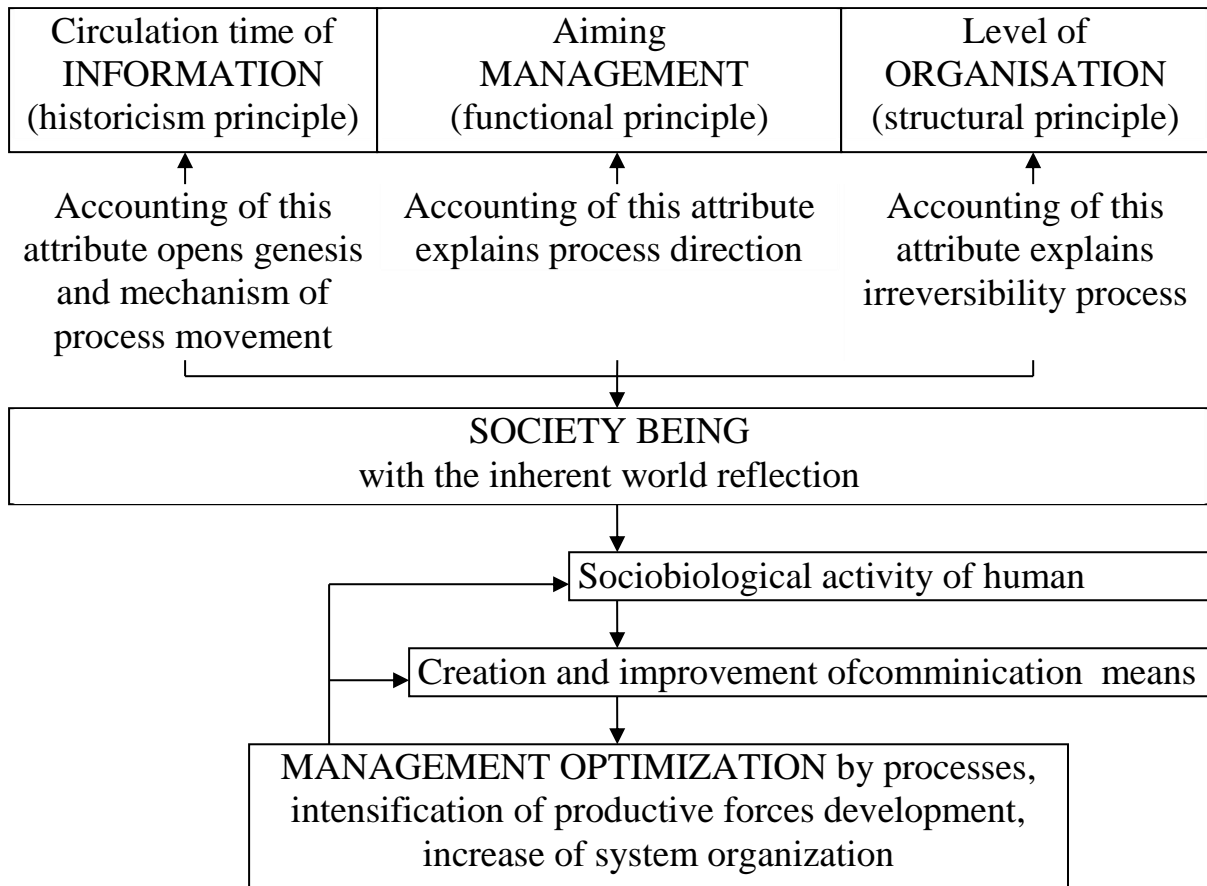 Circulation time of
INFORMATION
(historicism principle)
Aiming
MANAGEMENT
(functional principle)
Level of
ORGANISATION
(structural principle)
Accounting of this
attribute opens genesis
and mechanism of
process movement
Accounting of this attribute
explains process direction
Accounting of this
attribute explains
irreversibility process
SOCIETY BEING
with the inherent world reflection
Sociobiological activity of human
Creation and improvement ofcomminication means
MANAGEMENT OPTIMIZATION by processes,
intensification of productive forces development,
increase of system organization